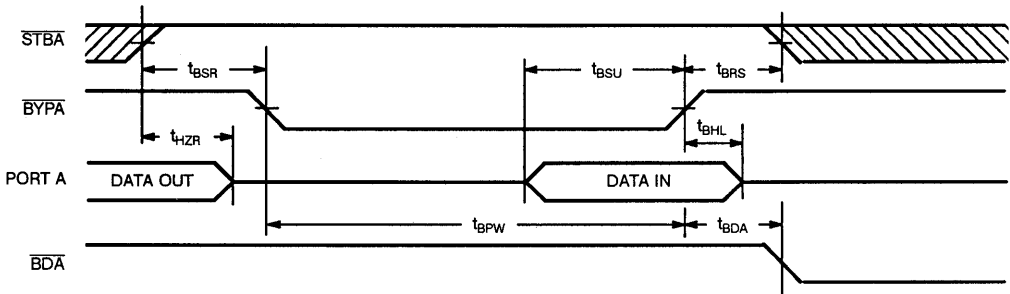 STBA
tBSR
tBSU
tBRS
BYPA
tHZR
tBHL
PORT A
DATA OUT
DATA IN
tBPW
tBDA
BDA